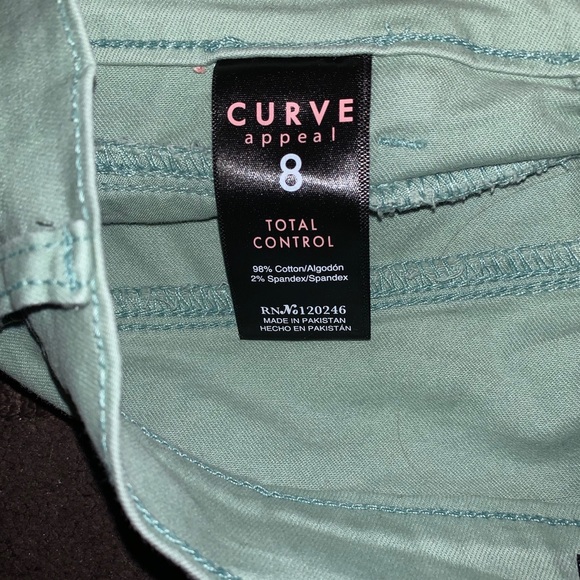 CURVE
appeal
8
TOTAL
CONTROL
98% Cotton/Algodón
2% Spandex/Spandex
RN№120246
MADE IN PAKISTAN
HECHO EN PAKISTÁN